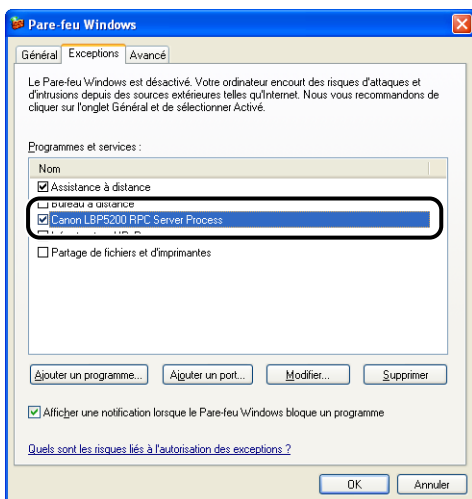 Pare-feu Windows
Général Exceptions Avancé
Le Pare-feu Windows est désactivé. Votre ordinateur encourt des risques d'attaques et
d'intrusions depuis des sources extérieures telles qu'Internet. Nous vous recommandons de
cliquer sur l'onglet Général et de sélectionner Activé.
Programmes et services :
Nom
Assistance à distance
Bureau à distance
Canon LBP5200 RPC Server Process
Partage de fichiers et d'imprimantes
Ajouter un programme... Ajouter un port... Modifier... Supprimer
Afficher une notification lorsque le Pare-feu Windows bloque un programme
Quels sont les risques liés à l'autorisation des exceptions ?
OK Annuler